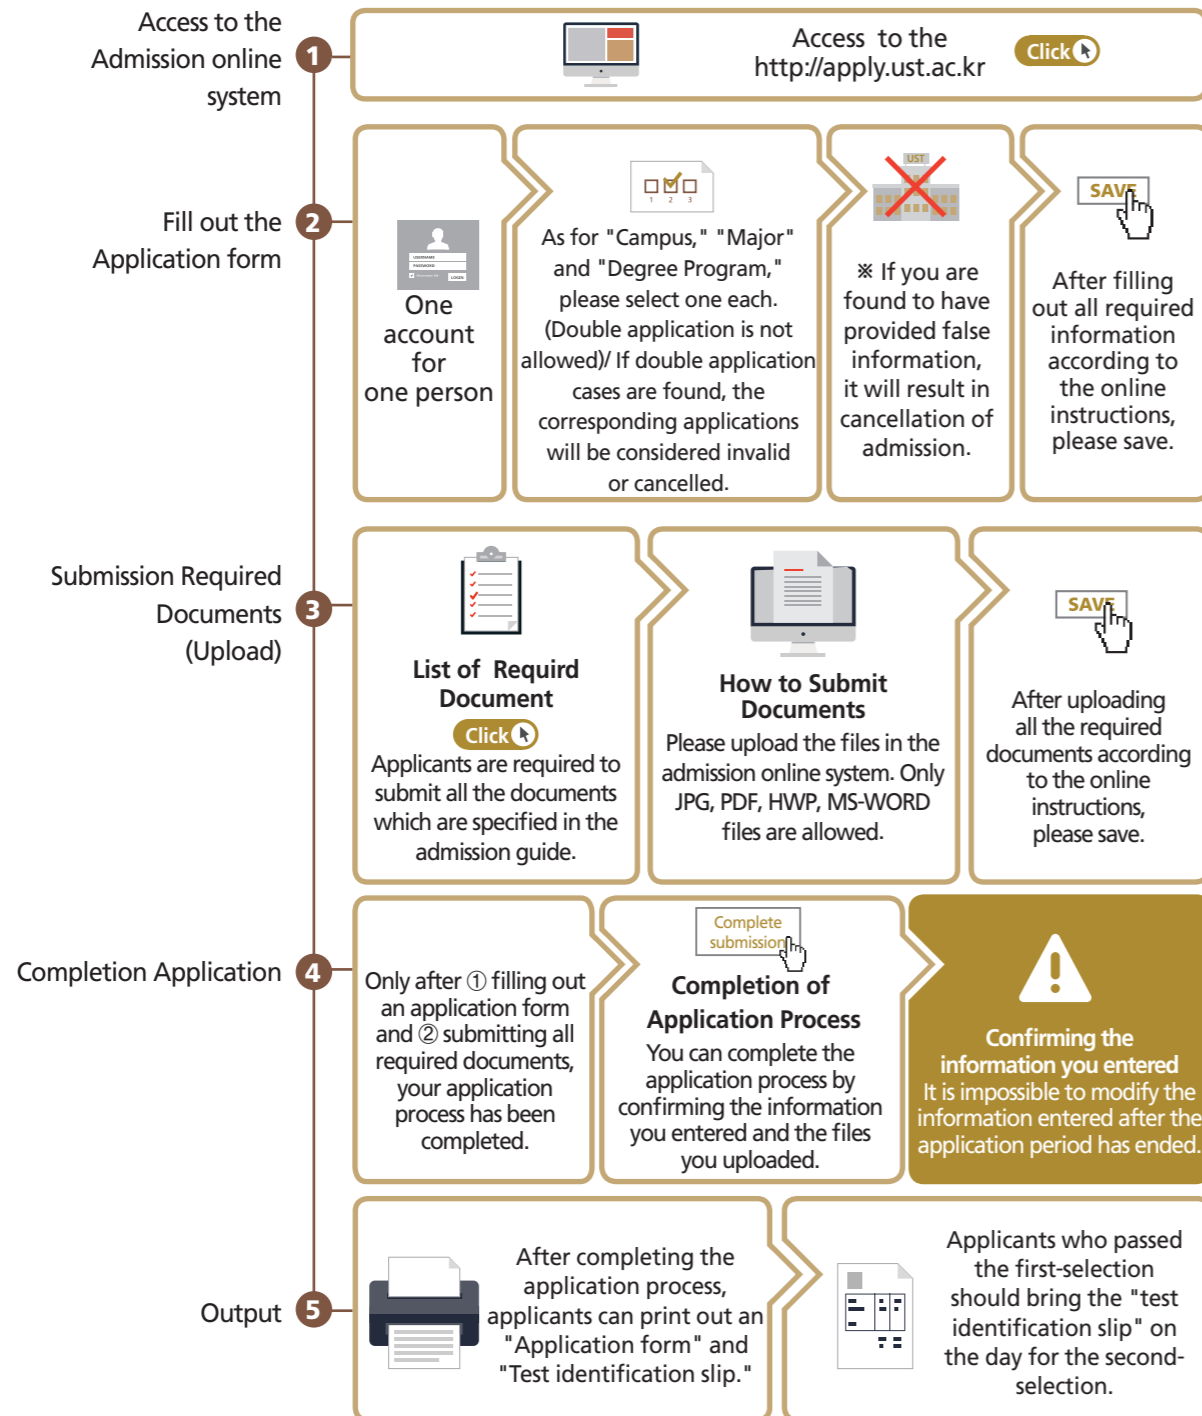 Access to the
Admission online
system
1
Access to the
http://apply.ust.ac.kr
Click
Fill out the
Application form
2
USERNAME
PASSWORD
LOGIN
One
account
for
one person
1 2 3
As for "Campus," "Major"
and "Degree Program,"
please select one each.
(Double application is not
allowed)/ If double application
cases are found, the
corresponding applications
will be considered invalid
or cancelled.
UST
※ If you are
found to have
provided false
information,
it will result in
cancellation of
admission.
SAVE
After filling
out all required
information
according to
the online
instructions,
please save.
Submission Required
Documents
(Upload)
3
List of Requird
Document
Click
Applicants are required to
submit all the documents
which are specified in the
admission guide.
How to Submit
Documents
Please upload the files in the
admission online system. Only
JPG, PDF, HWP, MS-WORD
files are allowed.
SAVE
After uploading
all the required
documents according
to the online
instructions,
please save.
Completion Application
4
Only after ① filling out
an application form
and ② submitting all
required documents,
your application
process has been
completed.
Complete
submission
Completion of
Application Process
You can complete the
application process by
confirming the information
you entered and the files
you uploaded.
Confirming the
information you entered
It is impossible to modify the
information entered after the
application period has ended.
Output
5
After completing the
application process,
applicants can print out an
"Application form" and
"Test identification slip."
Applicants who passed
the first-selection
should bring the "test
identification slip" on
the day for the second-
selection.